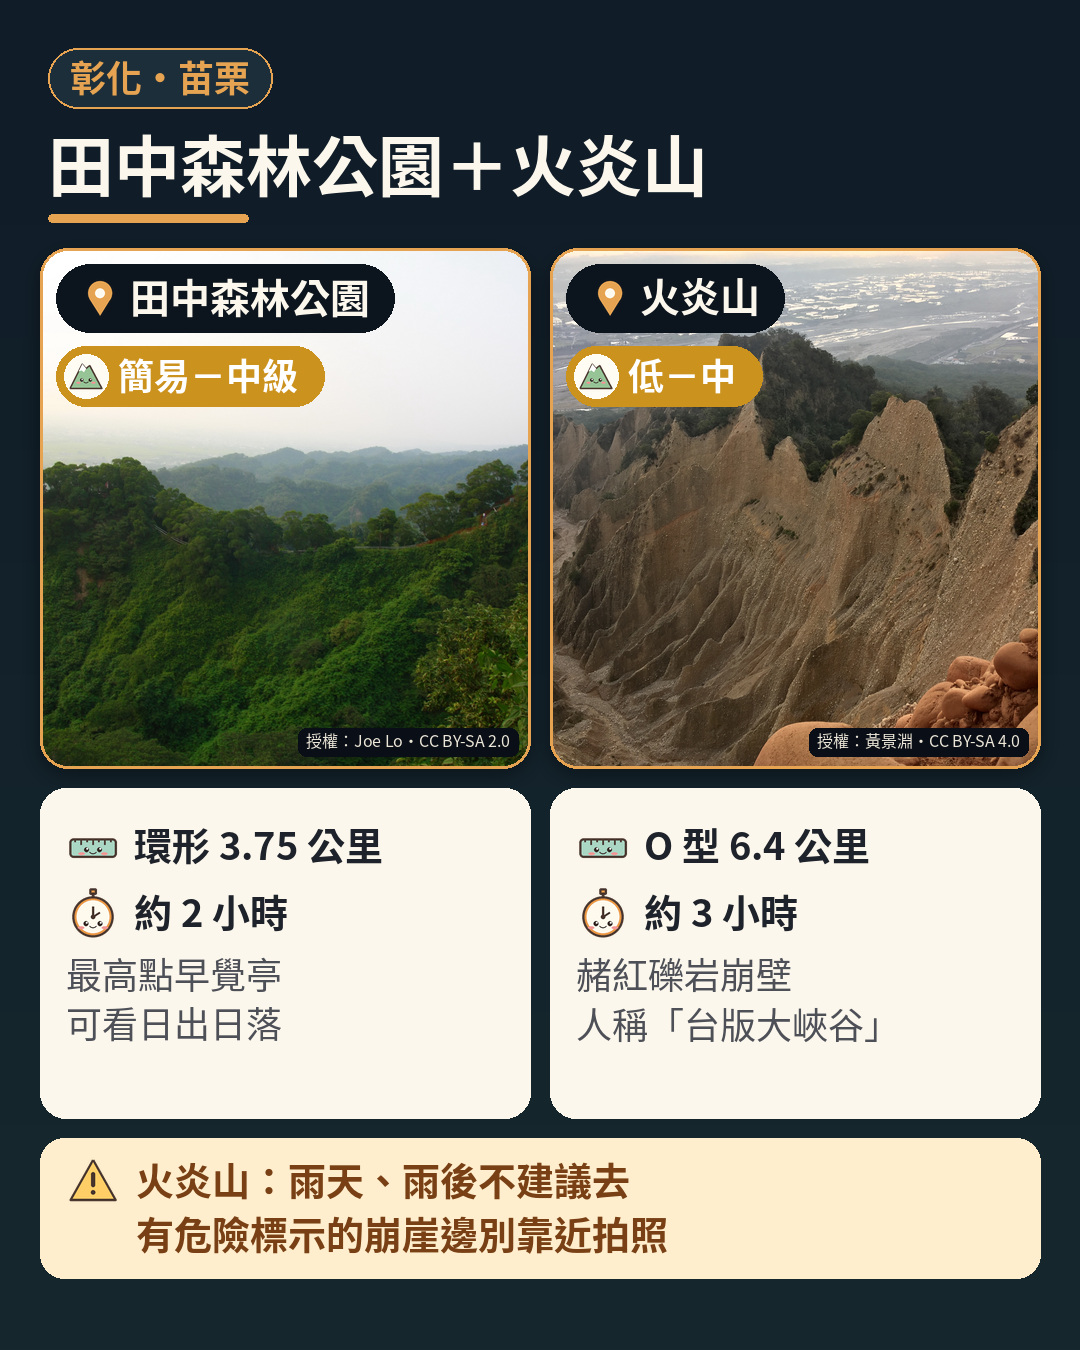 彰化・苗栗
田中森林公園＋火炎山
田中森林公園
簡易－中級
授權：Joe Lo・CC BY-SA 2.0
火炎山
低－中
授權：黃景淵・CC BY-SA 4.0
環形 3.75 公里
約 2 小時
最高點早覺亭
可看日出日落
O 型 6.4 公里
約 3 小時
赭紅礫岩崩壁
人稱「台版大峽谷」
火炎山：雨天、雨後不建議去
有危險標示的崩崖邊別靠近拍照